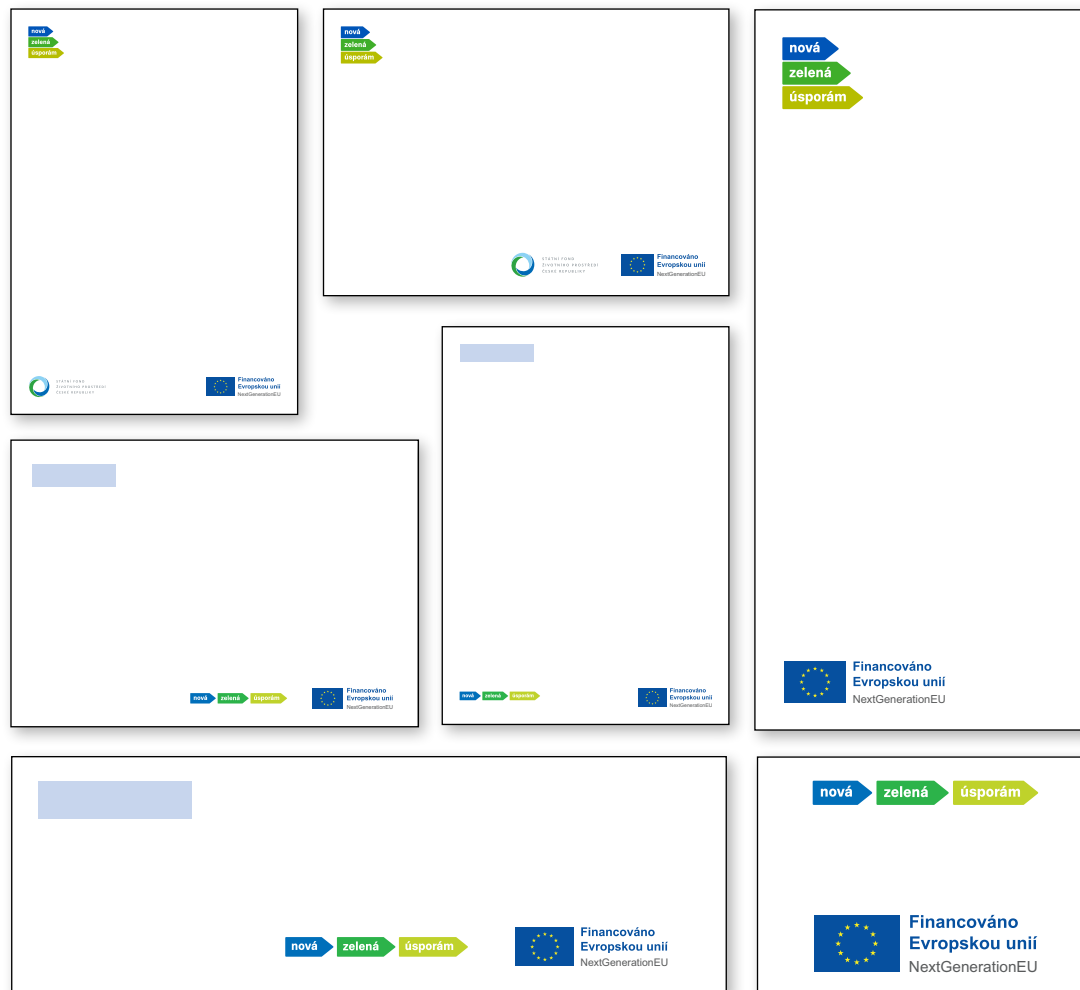 nová
zelená
úsporám
STÁTNÍ FOND
ŽIVOTNÍHO PROSTŘEDÍ
ČESKÉ REPUBLIKY
Financováno
Evropskou unií
NextGenerationEU
nová
zelená
úsporám
STÁTNÍ FOND
ŽIVOTNÍHO PROSTŘEDÍ
ČESKÉ REPUBLIKY
Financováno
Evropskou unií
NextGenerationEU
nová
zelená
úsporám
Financováno
Evropskou unií
NextGenerationEU
nová zelená úsporám
Financováno
Evropskou unií
NextGenerationEU
nová zelená úsporám
Financováno
Evropskou unií
NextGenerationEU
nová zelená úsporám
Financováno
Evropskou unií
NextGenerationEU
nová zelená úsporám
Financováno
Evropskou unií
NextGenerationEU